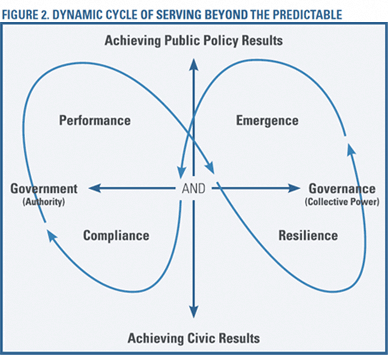 FIGURE 2. DYNAMIC CYCLE OF SERVING BEYOND THE PREDICTABLE
Achieving Public Policy Results
Performance
Emergence
Government
(Authority)
AND
Governance
(Collective Power)
Compliance
Resilience
Achieving Civic Results